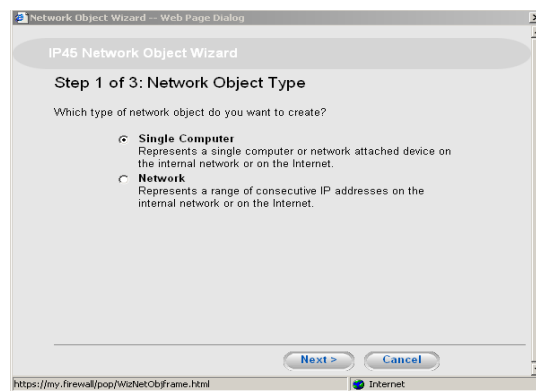 Network Object Wizard -- Web Page Dialog
IP45 Network Object Wizard
Step 1 of 3: Network Object Type
Which type of network object do you want to create?
Single Computer
Represents a single computer or network attached device on
the internal network or on the Internet.
Network
Represents a range of consecutive IP addresses on the
internal network or on the Internet.
Next >
Cancel
https://my.firewall/pop/WizNetObjframe.html
Internet